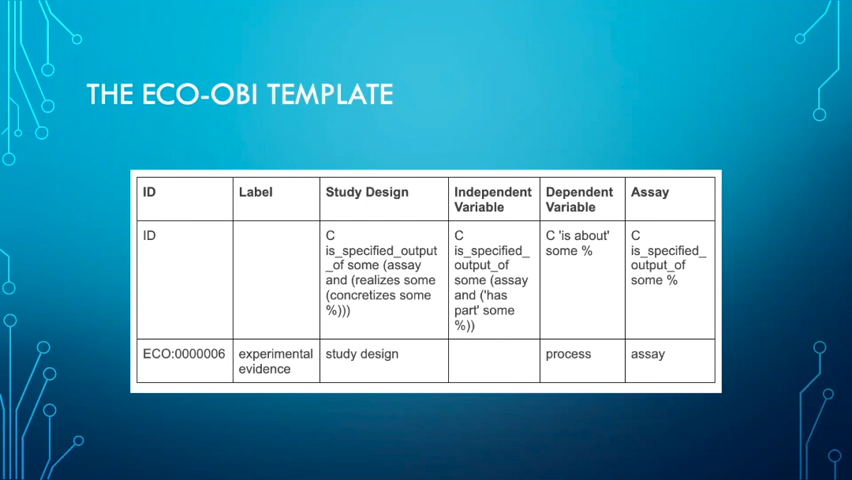 THE ECO-OBI TEMPLATE
ID
Label
Study Design
Independent
Variable
Dependent
Variable
Assay
ID
C
is_specified_output
_of some (assay
and (realizes some
(concretizes some
%)))
C
is_specified_
output_of
some (assay
and ('has
part' some
%))
C 'is about'
some %
C
is_specified_
output_of
some %
ECO:0000006
experimental
evidence
study design
process
assay